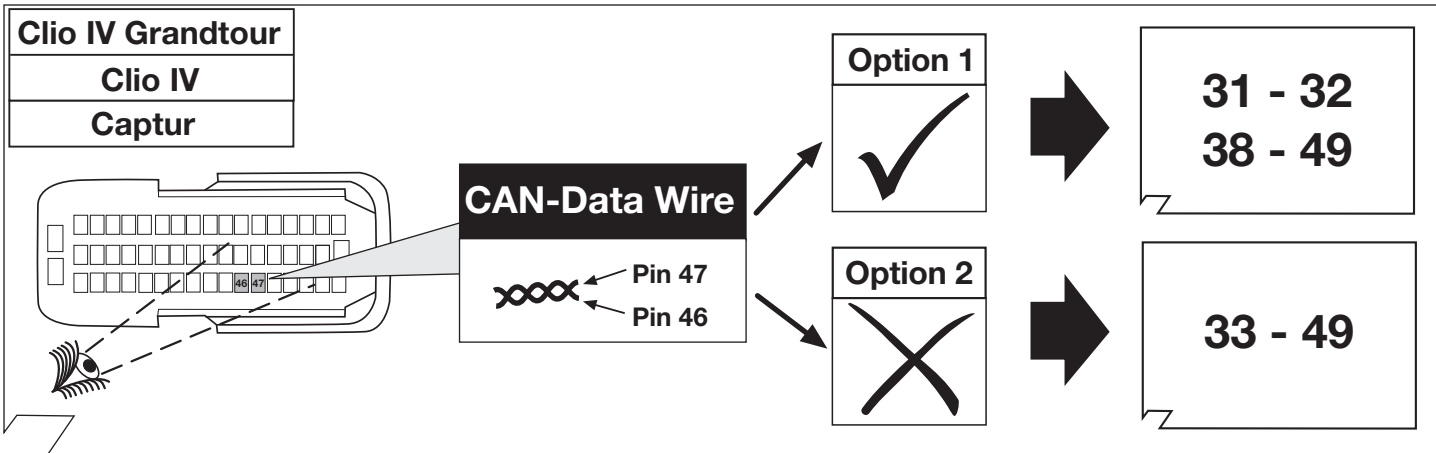 Clio IV Grandtour
Clio IV
Captur
46 47
CAN-Data Wire
Pin 47
Pin 46
Option 1
31 - 32
38 - 49
Option 2
33 - 49